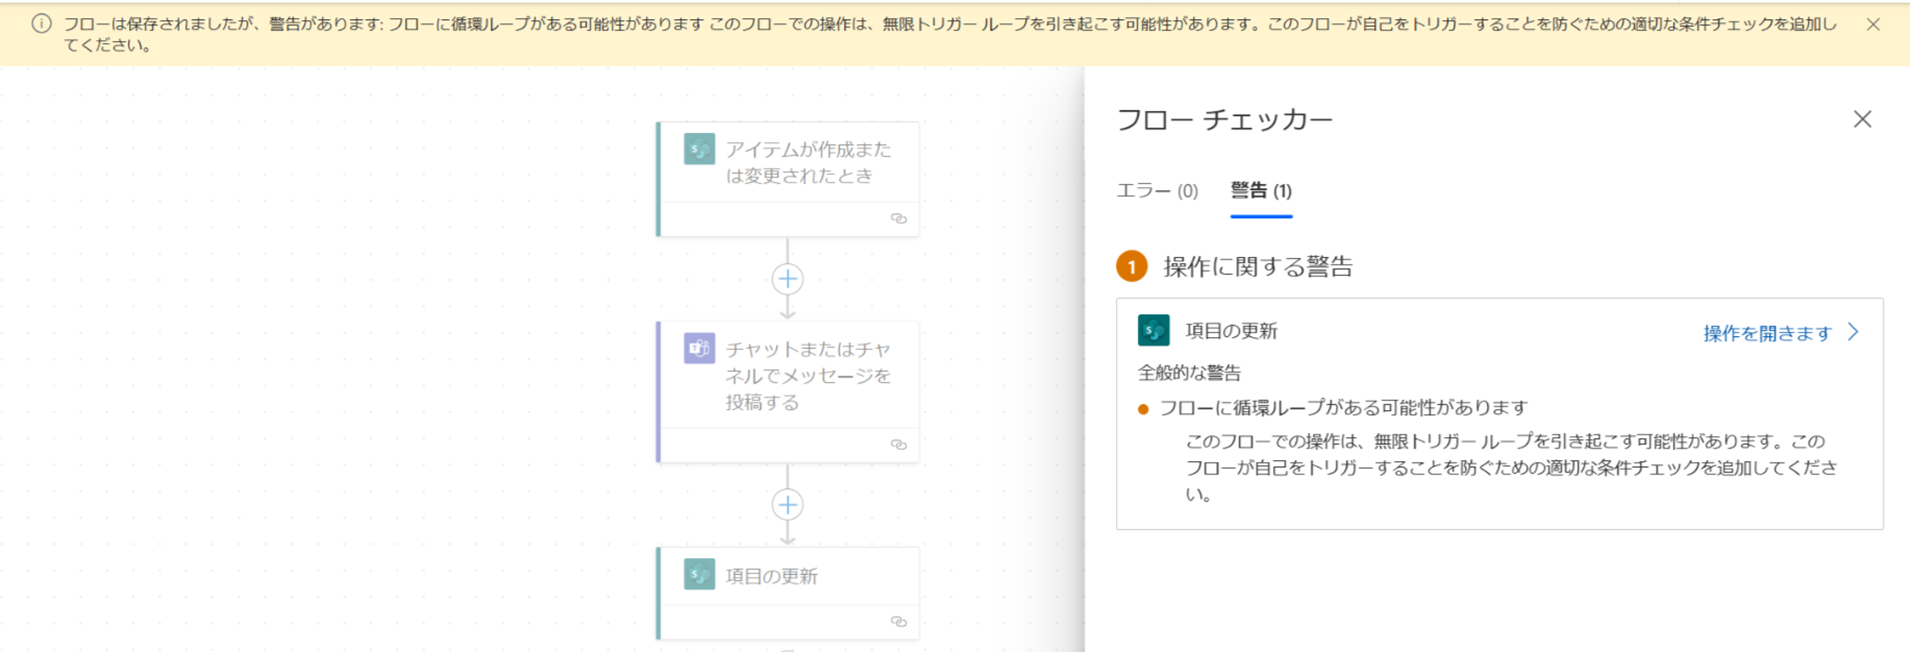 フローは保存されましたが、警告があります: フローに循環ループがある可能性があります このフローでの操作は、無限トリガー ループを引き起こす可能性があります。このフローが自己をトリガーすることを防ぐための適切な条件チェックを追加し
てください。
アイテムが作成また
は変更されたとき
チャットまたはチャ
ネルでメッセージを
投稿する
項目の更新
フロー チェッカー
エラー (0) 警告 (1)
1 操作に関する警告
項目の更新 操作を開きます
全般的な警告
フローに循環ループがある可能性があります
このフローでの操作は、無限トリガー ループを引き起こす可能性があります。この
フローが自己をトリガーすることを防ぐための適切な条件チェックを追加してくださ
い。